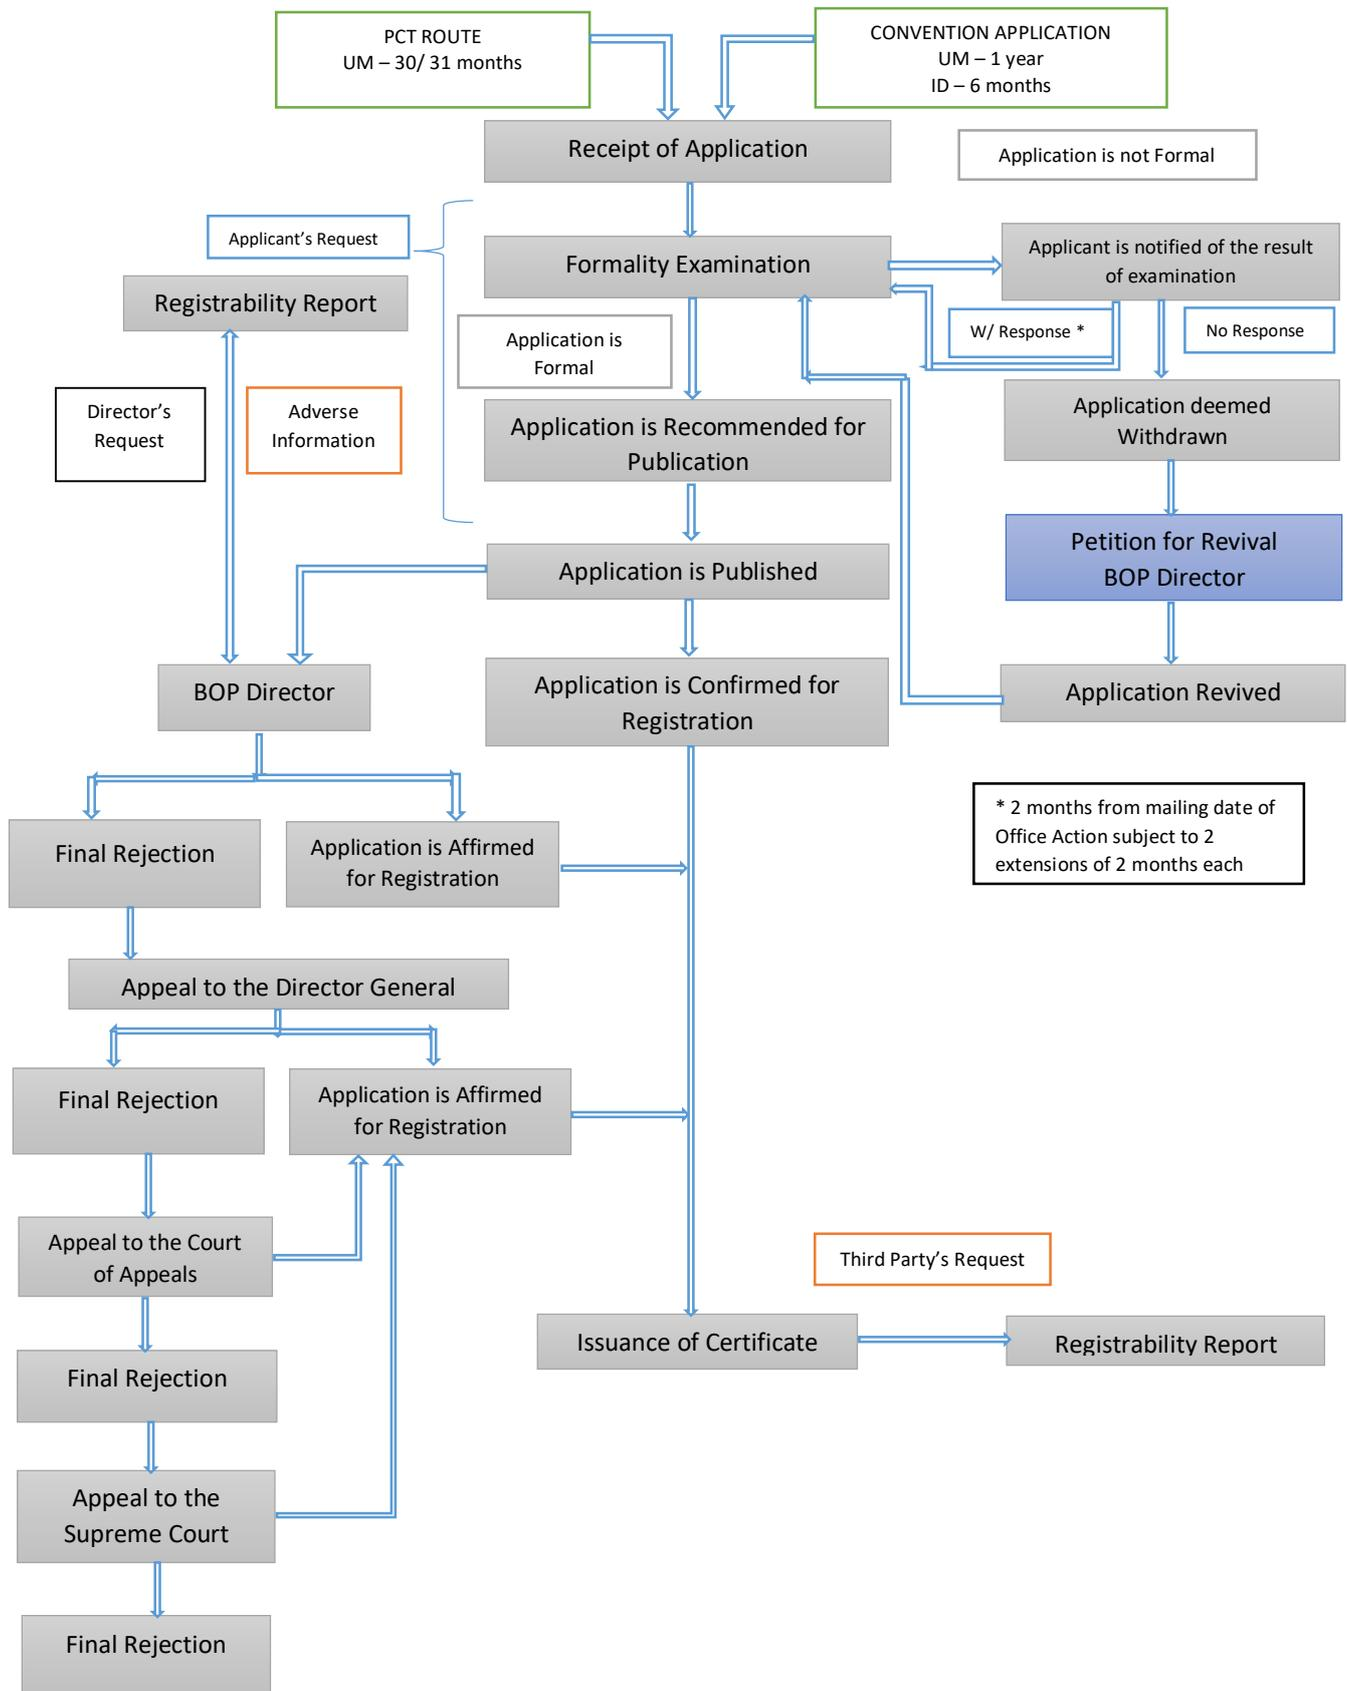 PCT ROUTE
UM – 30/ 31 months
CONVENTION APPLICATION
UM – 1 year
ID – 6 months
Receipt of Application
Application is not Formal
Applicant’s Request
Formality Examination
Applicant is notified of the result
of examination
Registrability Report
Application is
Formal
W/ Response *
No Response
Director’s
Request
Adverse
Information
Application is Recommended for
Publication
Application deemed
Withdrawn
Petition for Revival
BOP Director
Application is Published
BOP Director
Application is Confirmed for
Registration
Application Revived
* 2 months from mailing date of
Office Action subject to 2
extensions of 2 months each
Final Rejection
Application is Affirmed
for Registration
Appeal to the Director General
Final Rejection
Application is Affirmed
for Registration
Appeal to the Court
of Appeals
Third Party’s Request
Issuance of Certificate
Registrability Report
Final Rejection
Appeal to the
Supreme Court
Final Rejection